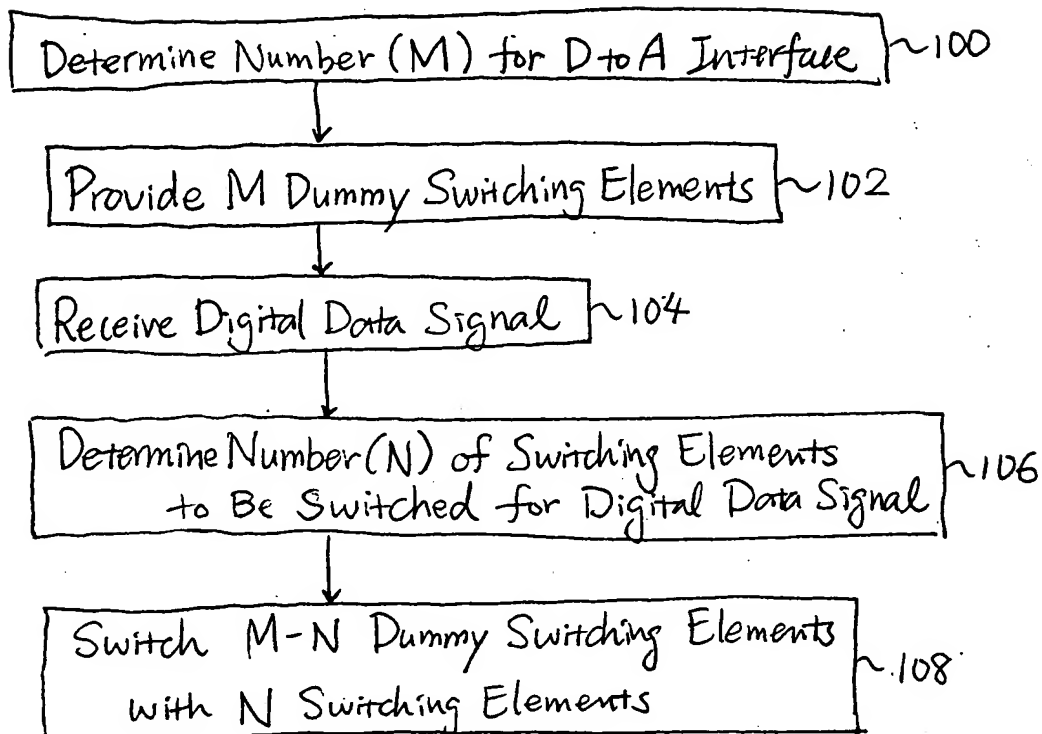 Determine Number (M) for D to A Interface ~100
Provide M Dummy Switching Elements ~102
Receive Digital Data Signal ~104
Determine Number (N) of Switching Elements
to Be Switched for Digital Data Signal ~106
Switch M-N Dummy Switching Elements
with N Switching Elements ~108